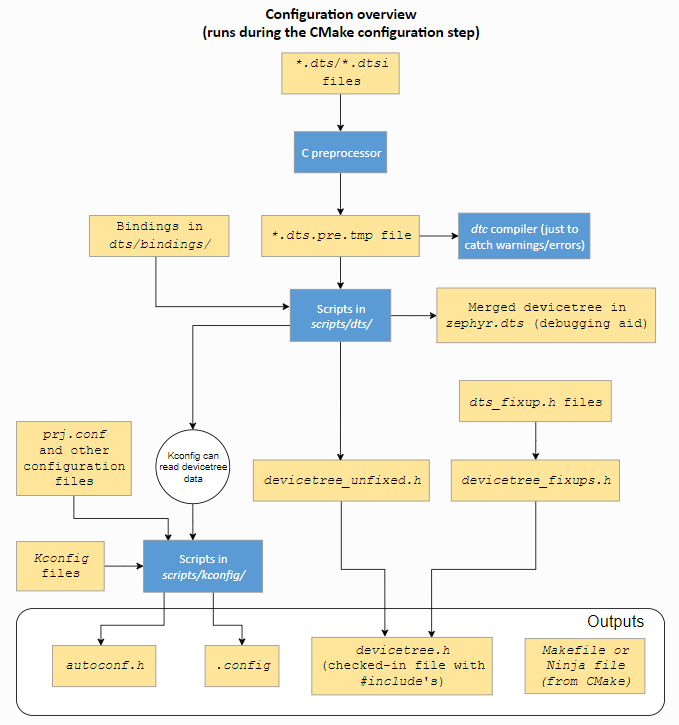 Configuration overview
(runs during the CMake configuration step)
*.dts/*.dtsi
files
C preprocessor
Bindings in
dts/bindings/
*.dts.pre.tmp file
dtc compiler (just to
catch warnings/errors)
Scripts in
scripts/dts/
Merged devicetree in
zephyr.dts (debugging aid)
dts_fixup.h files
prj.conf
and other
configuration
files
Kconfig can
read devicetree
data
devicetree_unfixed.h
devicetree_fixups.h
Kconfig
files
Scripts in
scripts/kconfig/
Outputs
autoconf.h
.config
devicetree.h
(checked-in file with
#include's)
Makefile or
Ninja file
(from CMake)